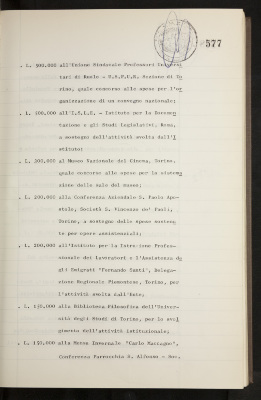 577
. L. 300.000 all'Unione Sindacale Professori Universi
tari di Ruolo - U.S.P.U.R. Sezione di To
rino, quale concorso alle spese per l'or
ganizzazione di un convegno nazionale;
. L. 300.000 all'I.S.L.E. - Istituto per la Documen
tazione e gli Studi Legislativi, Roma,
a sostegno dell'attività svolta dall'I
stituto;
. L. 200.000 al Museo Nazionale del Cinema, Torino,
quale concorso alle spese per la sistema
zione delle sale del museo;
. L. 200.000 alla Conferenza Aziendale S. Paolo Apo-
stolo, Società S. Vincenzo de' Paoli,
Torino, a sostegno delle spese sostenu
te per opere assistenziali;
. L. 200.000 all'Istituto per la Istruzione Profes-
sionale dei Lavoratori e l'Assistenza de
gli Emigrati "Fernando Santi", Delega-
zione Regionale Piemontese, Torino, per
l'attività svolta dall'Ente;
. L. 150.000 alla Biblioteca Filosofica dell'Univer-
sità degli Studi di Torino, per lo svol
gimento dell'attività istituzionale;
. L. 150.000 alla Mensa Invernale "Carlo Mastagno",
Conferenza Parrocchia S. Alfonso - Soc.